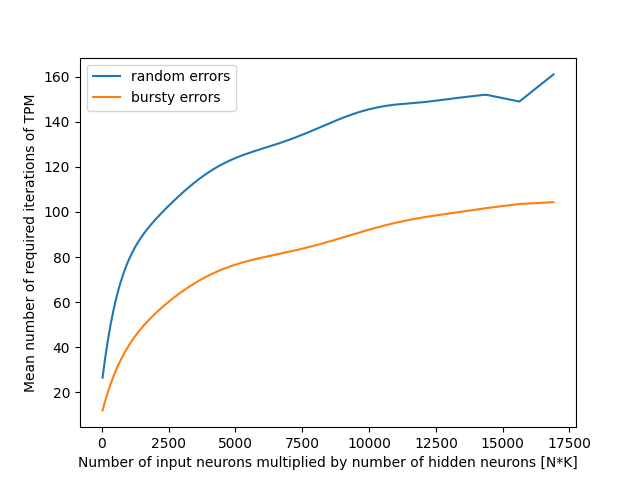 random errors
bursty errors
Mean number of required iterations of TPM
160
140
120
100
80
60
40
20
0 2500 5000 7500 10000 12500 15000 17500
Number of input neurons multiplied by number of hidden neurons [N*K]